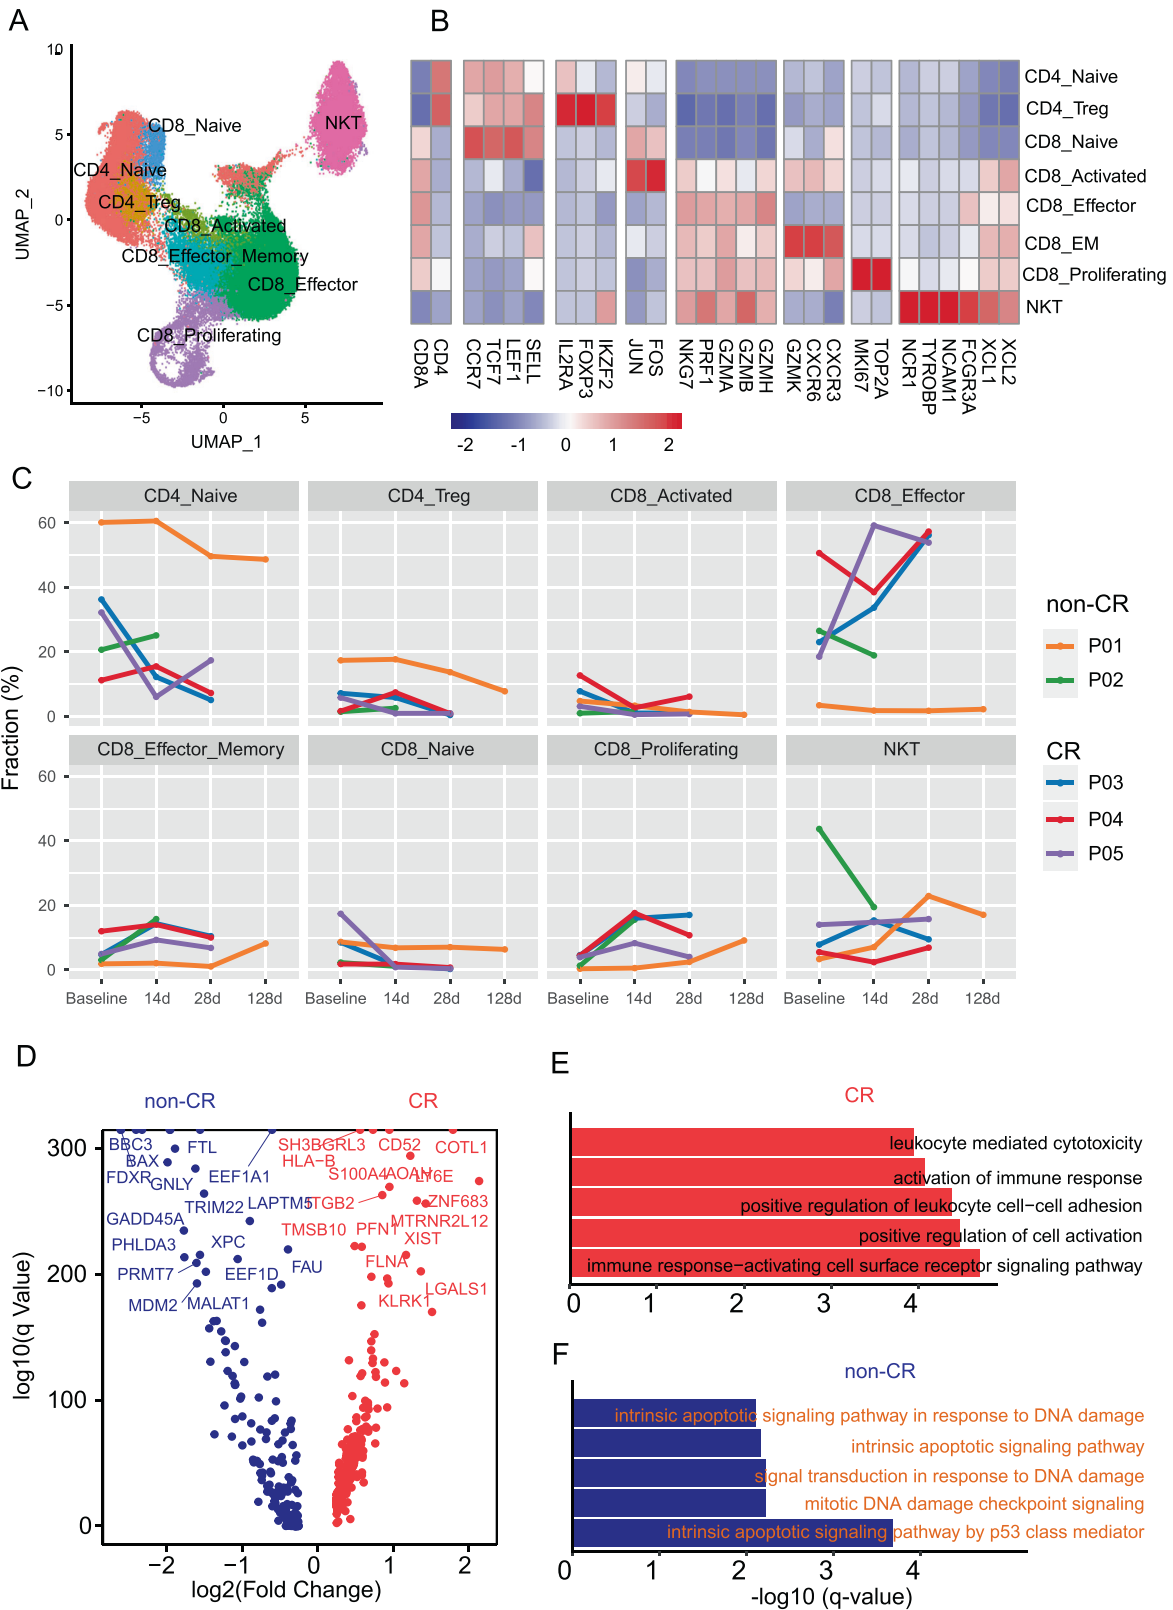 A
UMAP_2
10
5
0
−5
−10
−5
0
5
UMAP_1
CD8_Naive
NKT
CD4_Naive
CD4_Treg
CD8_Activated
CD8_Effector_Memory
CD8_Effector
CD8_Proliferating
B
CD4_Naive
CD4_Treg
CD8_Naive
CD8_Activated
CD8_Effector
CD8_EM
CD8_Proliferating
NKT
CD8A
CD4
CCR7
TCF7
LEF1
SELL
IL2RA
FOXP3
IKZF2
JUN
FOS
NKG7
PRF1
GZMA
GZMB
GZMH
GZMK
CXCR6
CXCR3
MKI67
TOP2A
NCR1
TYROBP
NCAM1
FCGR3A
XCL1
XCL2
-2 -1 0 1 2
C
Fraction (%)
CD4_Naive CD4_Treg CD8_Activated CD8_Effector
60
40
20
0
CD8_Effector_Memory CD8_Naive CD8_Proliferating NKT
60
40
20
0
Baseline 14d 28d 128d Baseline 14d 28d 128d Baseline 14d 28d 128d Baseline 14d 28d 128d
non-CR
P01
P02
CR
P03
P04
P05
D
non-CR CR
log10(q Value)
300
200
100
0
BBC3
FTL
SH3BGRL3
CD52
COTL1
BAX
HLA−B
FDXR
GNLY
EEF1A1
S100A4
AOAH
LY6E
TRIM22
LAPTM5
ITGB2
ZNF683
GADD45A
TMSB10
PFN1
MTRNR2L12
PHLDA3
XPC
XIST
PRMT7
EEF1D
FAU
FLNA
MDM2
MALAT1
KLRK1
LGALS1
−2 −1 0 1 2
log2(Fold Change)
E
CR
leukocyte mediated cytotoxicity
activation of immune response
positive regulation of leukocyte cell−cell adhesion
positive regulation of cell activation
immune response−activating cell surface receptor signaling pathway
0 1 2 3 4
F
non-CR
intrinsic apoptotic signaling pathway in response to DNA damage
intrinsic apoptotic signaling pathway
signal transduction in response to DNA damage
mitotic DNA damage checkpoint signaling
intrinsic apoptotic signaling pathway by p53 class mediator
0 1 2 3 4
-log10 (q-value)